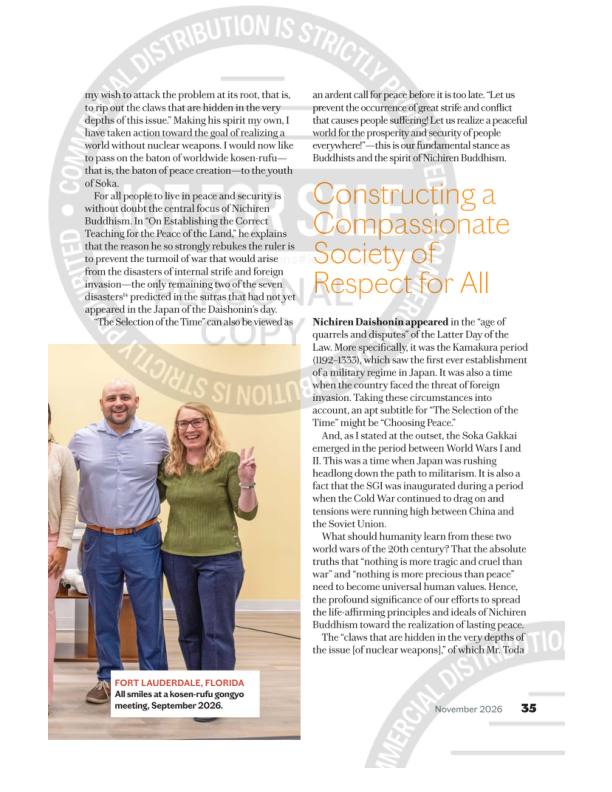 my wish to attack the problem at its root, that is,
to rip out the claws that are hidden in the very
depths of this issue.” Making his spirit my own, I
have taken action toward the goal of realizing a
world without nuclear weapons. I would now like
to pass on the baton of worldwide kosen-rufu—
that is, the baton of peace creation—to the youth
of Soka.
For all people to live in peace and security is
without doubt the central focus of Nichiren
Buddhism. In “On Establishing the Correct
Teaching for the Peace of the Land,” he explains
that the reason he so strongly rebukes the ruler is
to prevent the turmoil of war that would arise
from the disasters of internal strife and foreign
invasion—the only remaining two of the seven
disasters predicted in the sutras that had not yet
appeared in the Japan of the Daishonin’s day.
“The Selection of the Time” can also be viewed as
an ardent call for peace before it is too late. “Let us
prevent the occurrence of great strife and conflict
that causes people suffering! Let us realize a peaceful
world for the prosperity and security of people
everywhere!”—this is our fundamental stance as
Buddhists and the spirit of Nichiren Buddhism.
Constructing a
Compassionate
Society of
Respect for All
Nichiren Daishonin appeared in the “age of
quarrels and disputes” of the Latter Day of the
Law. More specifically, it was the Kamakura period
(1192–1333), which saw the first ever establishment
of a military regime in Japan. It was also a time
when the country faced the threat of foreign
invasion. Taking these circumstances into
account, an apt subtitle for “The Selection of the
Time” might be “Choosing Peace.”
And, as I stated at the outset, the Soka Gakkai
emerged in the period between World Wars I and
II. This was a time when Japan was rushing
headlong down the path to militarism. It is also a
fact that the SGI was inaugurated during a period
when the Cold War continued to drag on and
tensions were running high between China and
the Soviet Union.
What should humanity learn from these two
world wars of the 20th century? That the absolute
truths that “nothing is more tragic and cruel than
war” and “nothing is more precious than peace”
need to become universal human values. Hence,
the profound significance of our efforts to spread
the life-affirming principles and ideals of Nichiren
Buddhism toward the realization of lasting peace.
The “claws that are hidden in the very depths of
the issue [of nuclear weapons],” of which Mr. Toda
FORT LAUDERDALE, FLORIDA
All smiles at a kosen-rufu gongyo
meeting, September 2026.
November 2026 35
NOT FOR SALE
PERSONAL
COPY